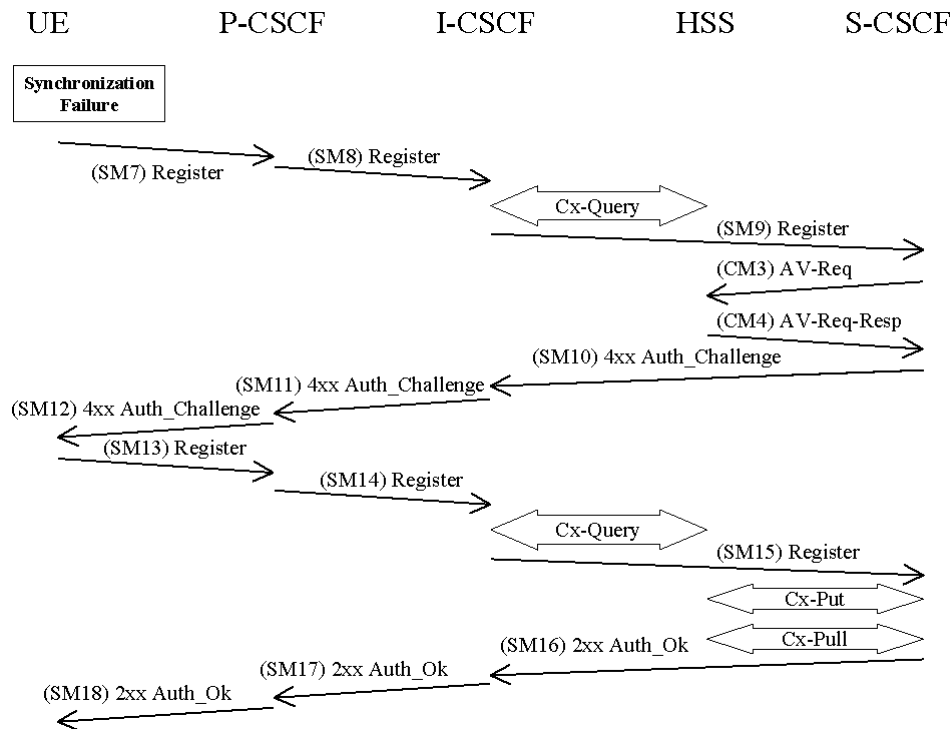 UE P-CSCF I-CSCF HSS S-CSCF
Synchronization
Failure
(SM7) Register
(SM8) Register
Cx-Query
(SM9) Register
(CM3) AV-Req
(CM4) AV-Req-Resp
(SM10) 4xx Auth_Challenge
(SM11) 4xx Auth_Challenge
(SM12) 4xx Auth_Challenge
(SM13) Register
(SM14) Register
Cx-Query
(SM15) Register
Cx-Put
Cx-Pull
(SM16) 2xx Auth_Ok
(SM17) 2xx Auth_Ok
(SM18) 2xx Auth_Ok